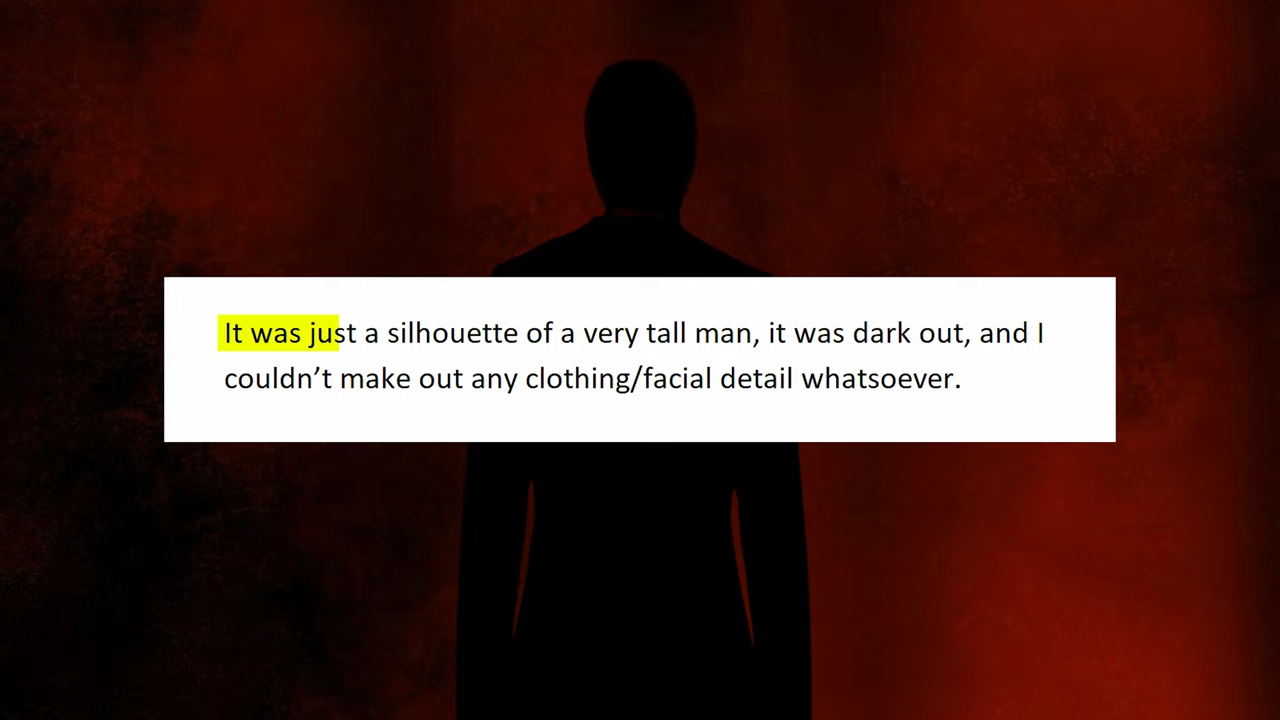 It was just a silhouette of a very tall man, it was dark out, and I
couldn’t make out any clothing/facial detail whatsoever.